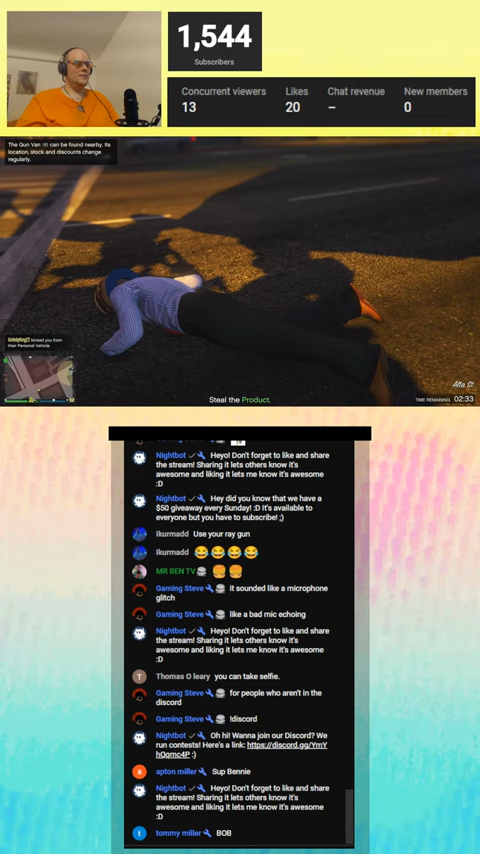 1,544
Subscribers
Concurrent viewers Likes Chat revenue New members
13 20 – 0
The Gun Van can be found nearby. Its
location, stock and discounts change
regularly.
kicked you from
their Personal Vehicle.
Alta St
Steal the Product.
TIME REMAINING 02:33
Nightbot Heyo! Don't forget to like and share
the stream! Sharing it lets others know it's
awesome and liking it lets me know it's awesome
:D
Nightbot Hey did you know that we have a
$50 giveaway every Sunday! :D It's available to
everyone but you have to subscribe! ;)
Ikurmadd Use your ray gun
Ikurmadd 😂😂😂😂
MR BEN TV 🍔🍔
Gaming Steve it sounded like a microphone
glitch
Gaming Steve like a bad mic echoing
Nightbot Heyo! Don't forget to like and share
the stream! Sharing it lets others know it's
awesome and liking it lets me know it's awesome
:D
T Thomas O leary you can take selfie.
Gaming Steve for people who aren't in the
discord
Gaming Steve !discord
Nightbot Oh hi! Wanna join our Discord? We
run contests! Here's a link: https://discord.gg/YmY
hQqmc4P :)
a apton miller Sup Bennie
Nightbot Heyo! Don't forget to like and share
the stream! Sharing it lets others know it's
awesome and liking it lets me know it's awesome
:D
t tommy miller BOB